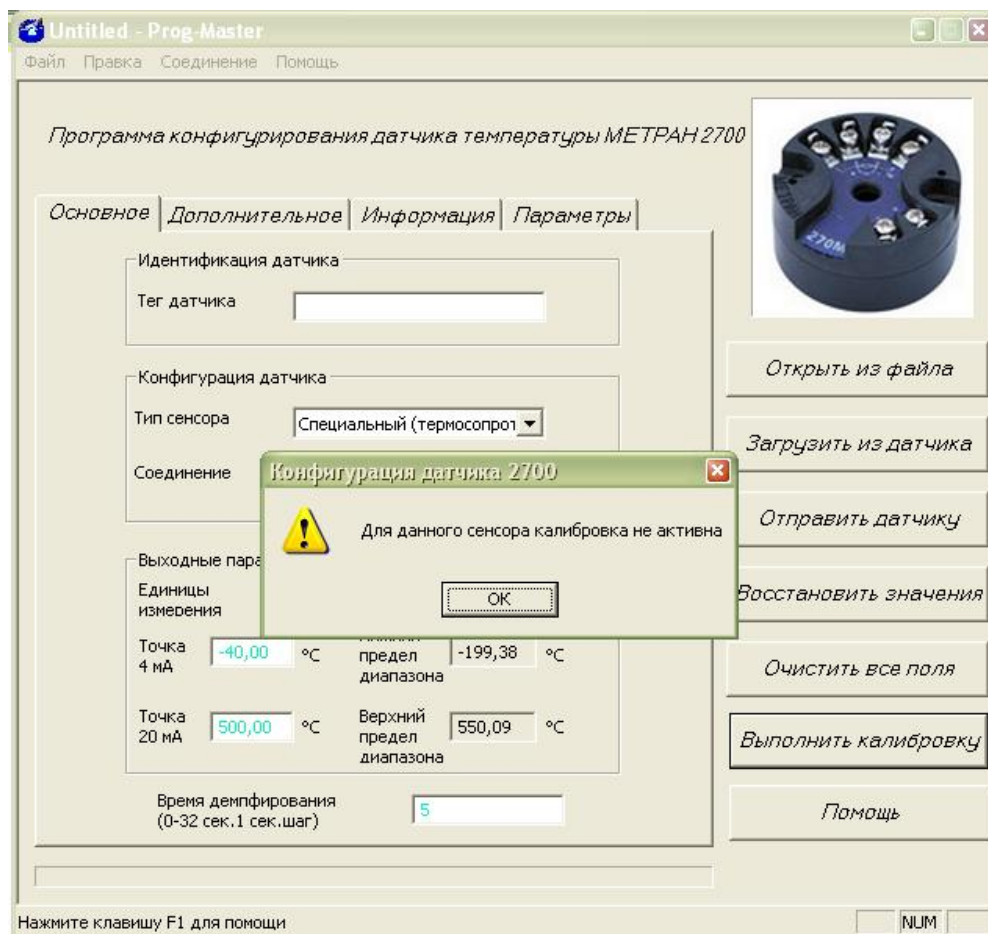 Untitled - Prog-Master
Файл Правка Соединение Помощь
Программа конфигурирования датчика температуры МЕТРАН 2700
270М
Основное Дополнительное Информация Параметры
Идентификация датчика
Тег датчика
Конфигурация датчика
Тип сенсора Специальный (термосопрот
Соединение
Конфигурация датчика 2700
Для данного сенсора калибровка не активна
OK
Выходные пара
Единицы
измерения
Точка
4 мА
-40,00 °C
предел
диапазона
-199,38 °C
Точка
20 мА
500,00 °C
Верхний
предел
диапазона
550,09 °C
Время демпфирования
(0-32 сек.1 сек.шаг)
5
Открыть из файла
Загрузить из датчика
Отправить датчику
Восстановить значения
Очистить все поля
Выполнить калибровку
Помощь
Нажмите клавишу F1 для помощи
NUM